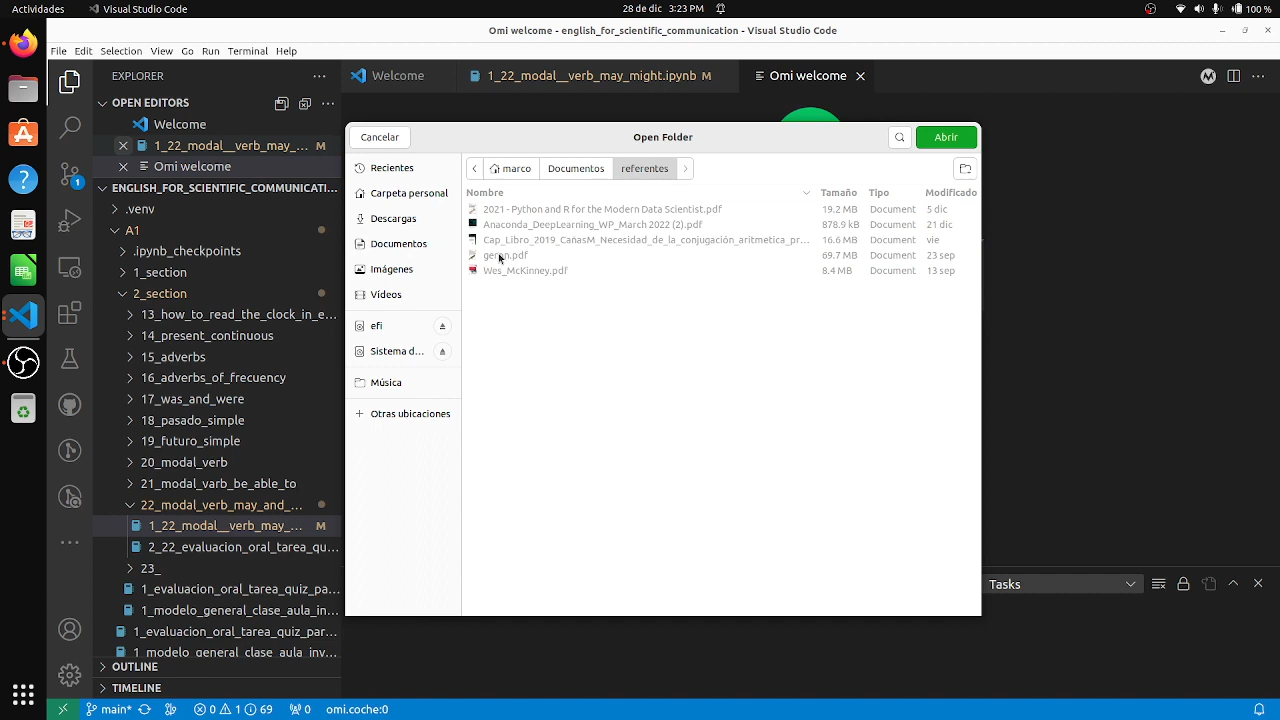 Actividades
Visual Studio Code
28 de dic 3:23 PM
100 %
Omi welcome - english_for_scientific_communication - Visual Studio Code
File Edit Selection View Go Run Terminal Help
EXPLORER
Welcome
1_22_modal__verb_may_might.ipynb M
Omi welcome
OPEN EDITORS
Welcome
1_22_modal__verb_may_... M
Omi welcome
ENGLISH_FOR_SCIENTIFIC_COMMUNICATI...
.venv
A1
.ipynb_checkpoints
1_section
2_section
13_how_to_read_the_clock_in_e...
14_present_continuous
15_adverbs
16_adverbs_of_frecuency
17_was_and_were
18_pasado_simple
19_futuro_simple
20_modal_verb
21_modal_varb_be_able_to
22_modal_verb_may_and_...
1_22_modal__verb_may_... M
2_22_evaluacion_oral_tarea_qu...
23_
1_evaluacion_oral_tarea_quiz_pa...
1_modelo_general_clase_aula_in...
1_evaluacion_oral_tarea_quiz_par...
1_modelo_general_clase_aula_inv...
OUTLINE
TIMELINE
1
Cancelar
Open Folder
Abrir
Recientes
Carpeta personal
Descargas
Documentos
Imágenes
Vídeos
efi
Sistema d...
Música
Otras ubicaciones
marco
Documentos
referentes
Nombre Tamaño Tipo Modificado
2021 - Python and R for the Modern Data Scientist.pdf 19.2 MB Document 5 dic
Anaconda_DeepLearning_WP_March 2022 (2).pdf 878.9 kB Document 21 dic
Cap_Libro_2019_CañasM_Necesidad_de_la_conjugación_aritmetica_pr... 16.6 MB Document vie
69.7 MB Document 23 sep
Wes_McKinney.pdf 8.4 MB Document 13 sep
Tasks
main* 0 1 69 0 omi.coche:0